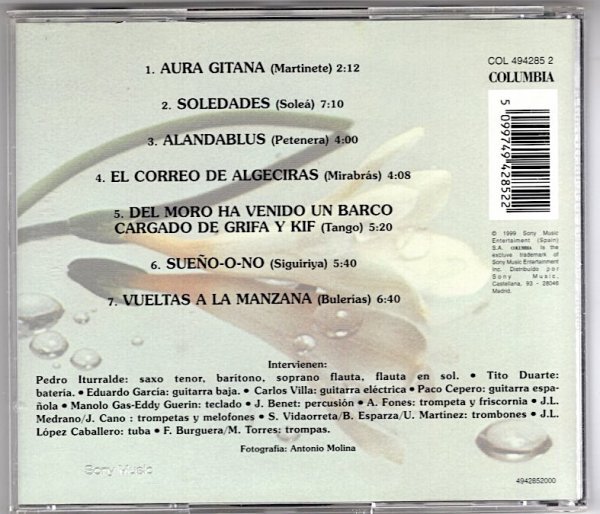 1. AURA GITANA (Martinete) 2:12
2. SOLEDADES (Soleá) 7:10
3. ALANDABLUS (Petenera) 4:00
4. EL CORREO DE ALGECIRAS (Mirabrás) 4:08
5. DEL MORO HA VENIDO UN BARCO
CARGADO DE GRIFA Y KIF (Tango) 5:20
6. SUEÑO-O-NO (Siguiriya) 5:40
7. VUELTAS A LA MANZANA (Bulerias) 6:40
COL 494285 2
COLUMBIA
5 099749 428522
© 1999 Sony Music
Entertaiment (Spain)
S.A. COLUMBIA is the
excluve trademark of
Sony Music Entertainment
Inc. Distribuído por
Sony Music,
Castellana, 93 - 28046
Madrid.
Intervienen:
Pedro Iturralde: saxo tenor, barítono, soprano flauta, flauta en sol. • Tito Duarte:
batería. • Eduardo García: guitarra baja. • Carlos Villa: guitarra eléctrica • Paco Cepero: guitarra espa-
ñola • Manolo Gas-Eddy Guerin: teclado • J. Benet: percusión • A. Fones: trompeta y friscornia • J.L.
Medrano/J. Cano : trompetas y melofones • S. Vidaorreta/B. Esparza/U. Martinez: trombones • J.L.
López Caballero: tuba • F. Burguera/M. Torres: trompas.
Fotografía: Antonio Molina
Sony Music
4942852000